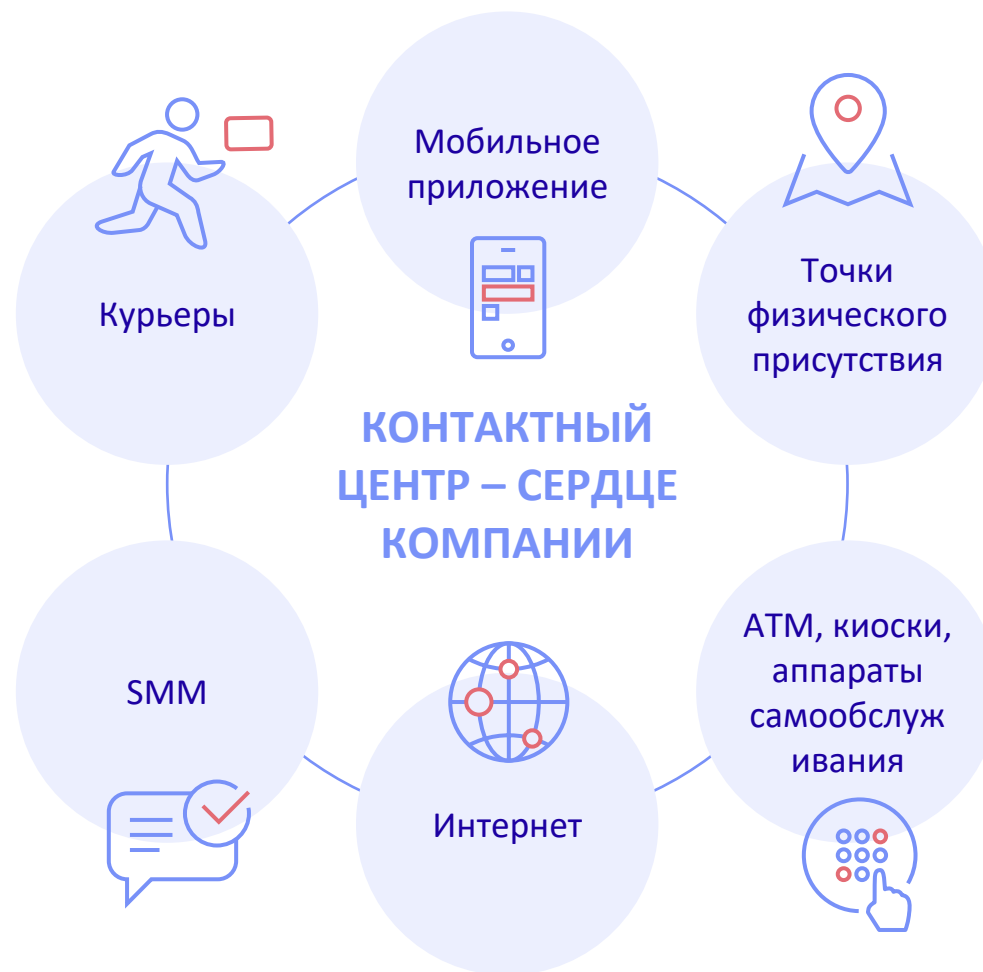 Мобильное
приложение
Курьеры
Точки
физического
присутствия
КОНТАКТНЫЙ
ЦЕНТР – СЕРДЦЕ
КОМПАНИИ
SMM
АТМ, киоски,
аппараты
самообслуж
ивания
Интернет